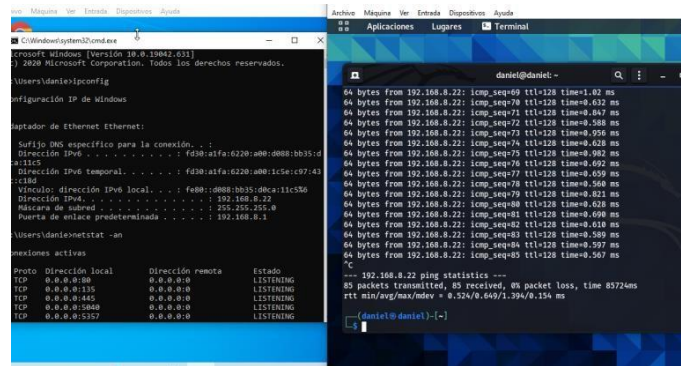 ivo Máquina Ver Entrada Dispositivos Ayuda
C:\Windows\system32\cmd.exe
icrosoft Windows [Versión 10.0.19042.631]
c) 2020 Microsoft Corporation. Todos los derechos reservados.
:\Users\danie>ipconfig
onfiguración IP de Windows
daptador de Ethernet Ethernet:
Sufijo DNS específico para la conexión. . :
Dirección IPv6 . . . . . . . . . . : fd30:a1fa:6220:a00:d088:bb35:d
ca:11c5
Dirección IPv6 temporal. . . . . . : fd30:a1fa:6220:a00:1c5e:c97:43
:c18d
Vínculo: dirección IPv6 local. . . : fe80::d088:bb35:d0ca:11c5%6
Dirección IPv4. . . . . . . . . . . . . . : 192.168.8.22
Máscara de subred . . . . . . . . . . . . : 255.255.255.0
Puerta de enlace predeterminada . . . . . : 192.168.8.1
:\Users\danie>netstat -an
onexiones activas
Proto Dirección local Dirección remota Estado
TCP 0.0.0.0:80 0.0.0.0:0 LISTENING
TCP 0.0.0.0:135 0.0.0.0:0 LISTENING
TCP 0.0.0.0:445 0.0.0.0:0 LISTENING
TCP 0.0.0.0:5040 0.0.0.0:0 LISTENING
TCP 0.0.0.0:5357 0.0.0.0:0 LISTENING
Archivo Máquina Ver Entrada Dispositivos Ayuda
Aplicaciones Lugares Terminal
daniel@daniel: ~
64 bytes from 192.168.8.22: icmp_seq=69 ttl=128 time=1.02 ms
64 bytes from 192.168.8.22: icmp_seq=70 ttl=128 time=0.632 ms
64 bytes from 192.168.8.22: icmp_seq=71 ttl=128 time=0.847 ms
64 bytes from 192.168.8.22: icmp_seq=72 ttl=128 time=0.588 ms
64 bytes from 192.168.8.22: icmp_seq=73 ttl=128 time=0.956 ms
64 bytes from 192.168.8.22: icmp_seq=74 ttl=128 time=0.628 ms
64 bytes from 192.168.8.22: icmp_seq=75 ttl=128 time=0.982 ms
64 bytes from 192.168.8.22: icmp_seq=76 ttl=128 time=0.692 ms
64 bytes from 192.168.8.22: icmp_seq=77 ttl=128 time=0.659 ms
64 bytes from 192.168.8.22: icmp_seq=78 ttl=128 time=0.560 ms
64 bytes from 192.168.8.22: icmp_seq=79 ttl=128 time=0.821 ms
64 bytes from 192.168.8.22: icmp_seq=80 ttl=128 time=0.628 ms
64 bytes from 192.168.8.22: icmp_seq=81 ttl=128 time=0.690 ms
64 bytes from 192.168.8.22: icmp_seq=82 ttl=128 time=0.610 ms
64 bytes from 192.168.8.22: icmp_seq=83 ttl=128 time=0.589 ms
64 bytes from 192.168.8.22: icmp_seq=84 ttl=128 time=0.597 ms
64 bytes from 192.168.8.22: icmp_seq=85 ttl=128 time=0.567 ms
^C
--- 192.168.8.22 ping statistics ---
85 packets transmitted, 85 received, 0% packet loss, time 85724ms
rtt min/avg/max/mdev = 0.524/0.649/1.394/0.154 ms
(daniel㉿daniel)-[~]
$